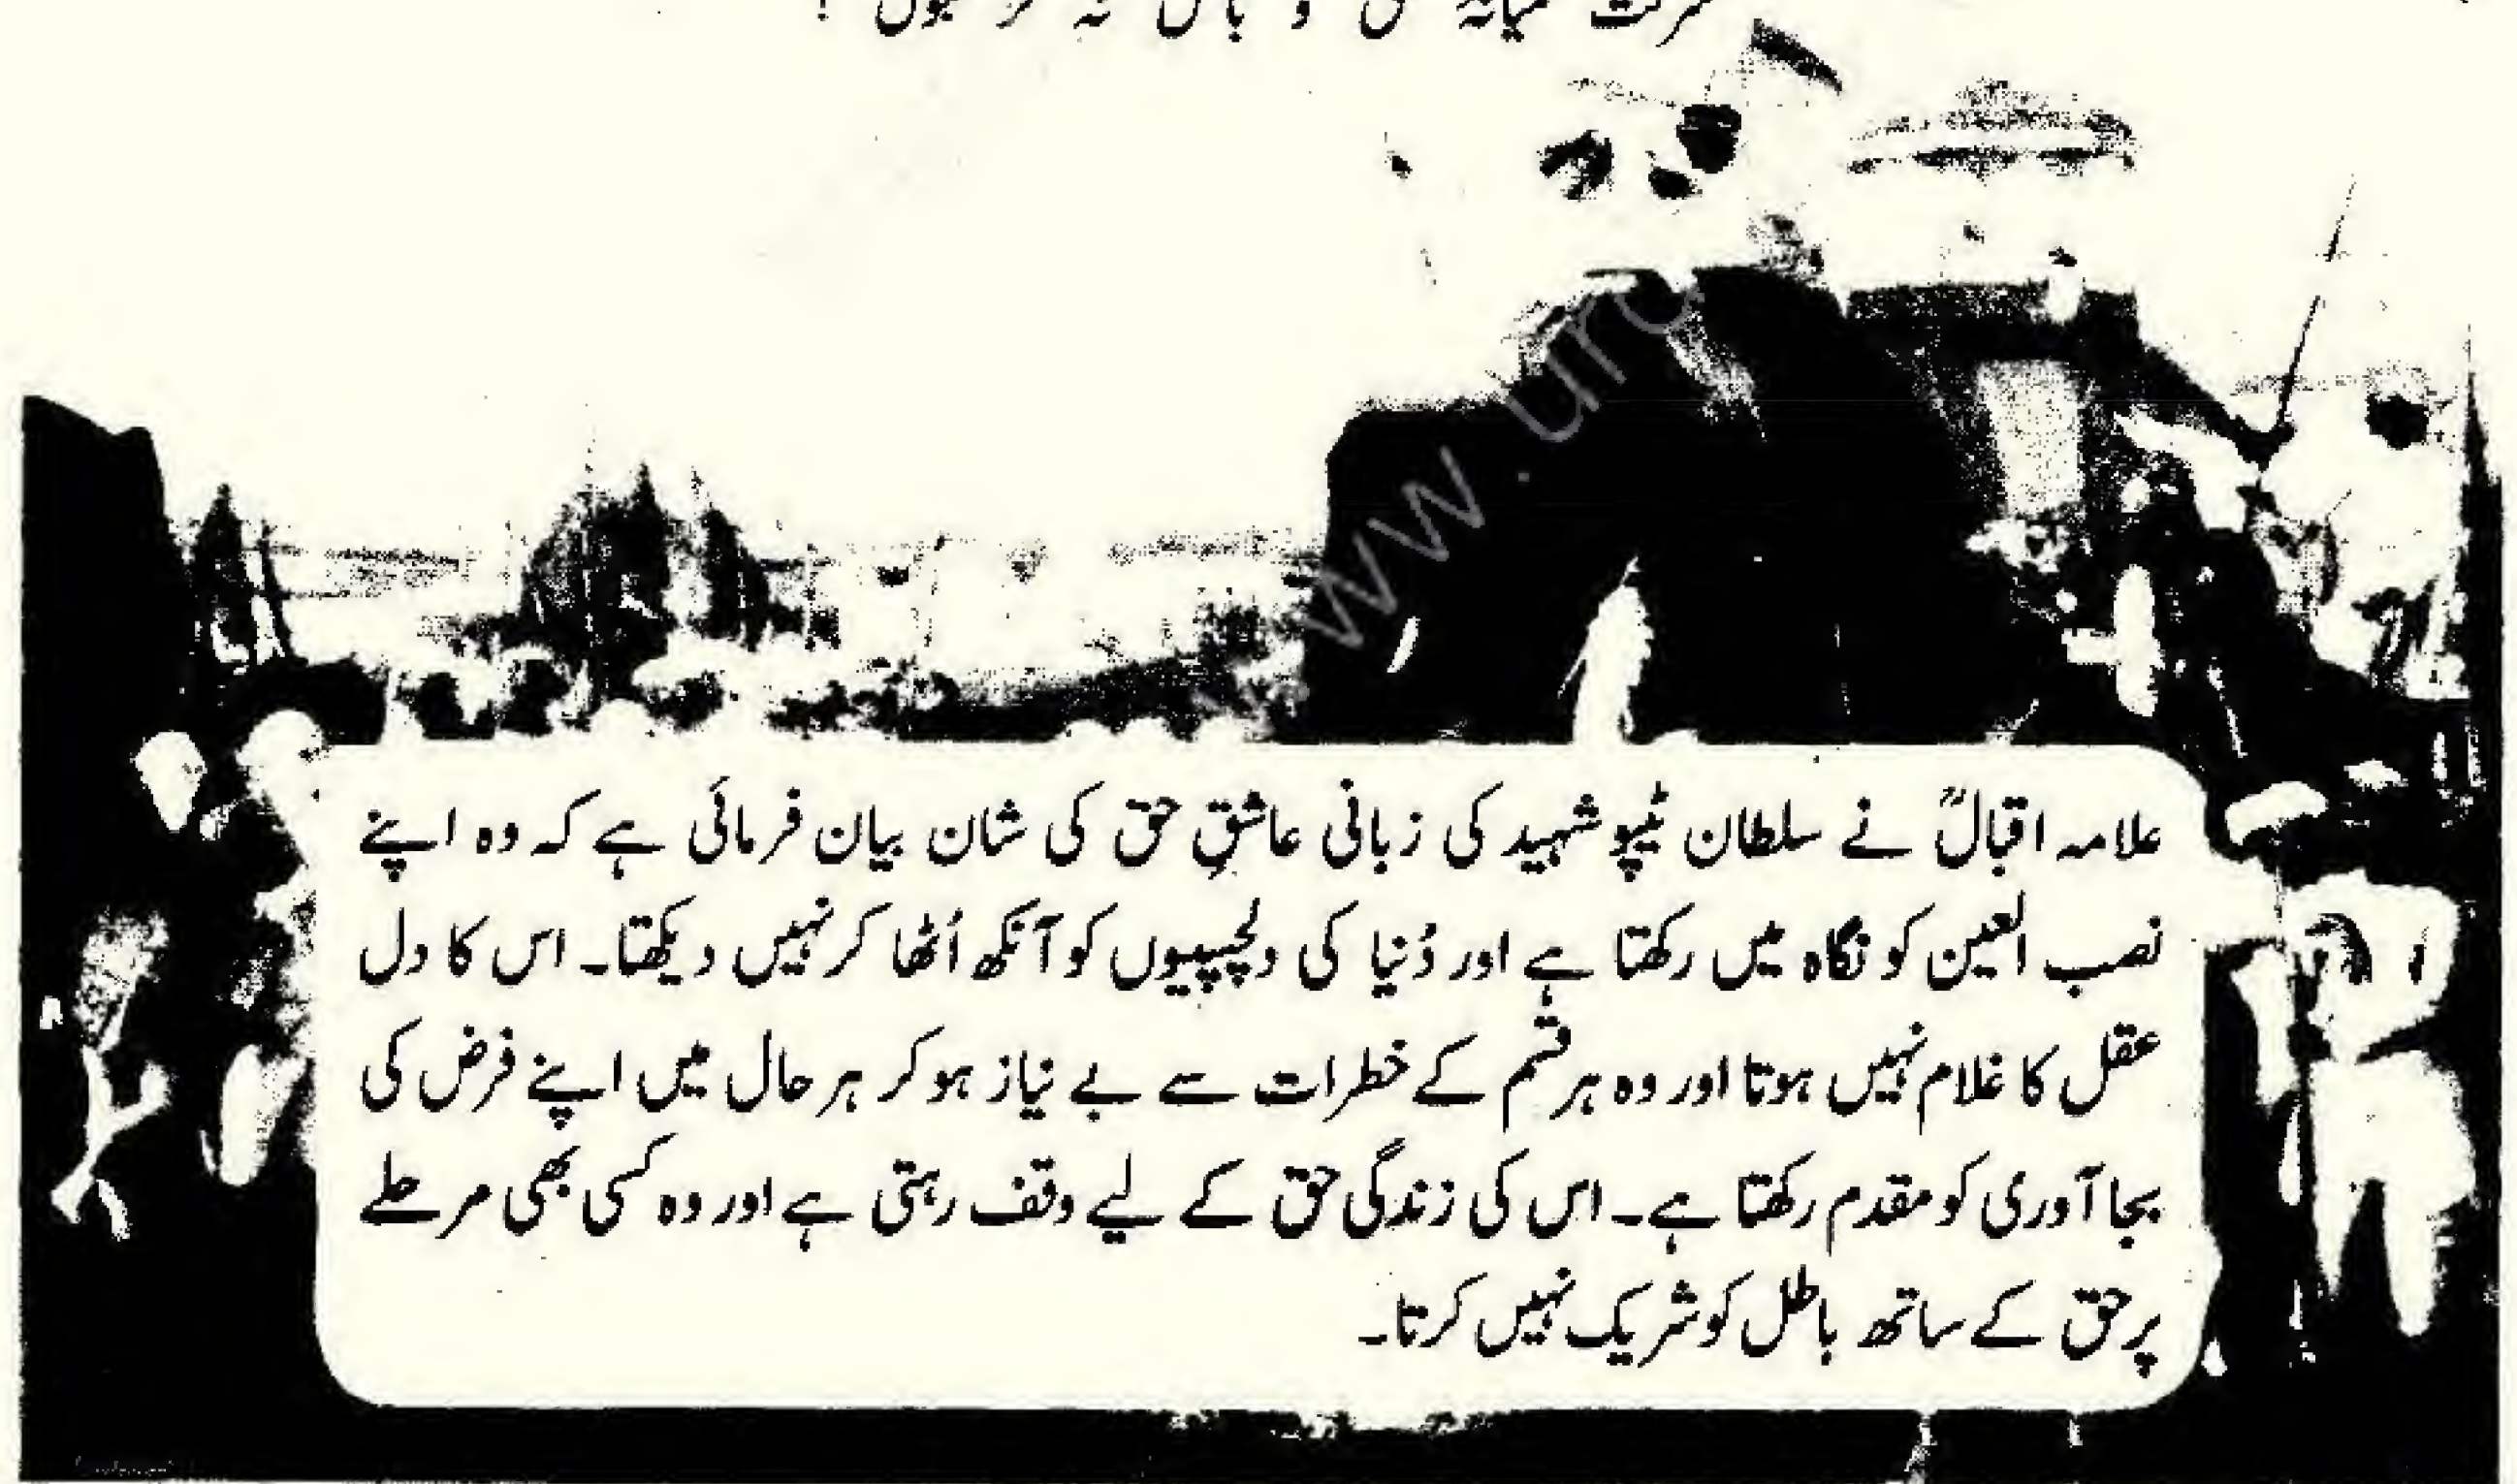 علامہ اقبالؒ نے سلطان ٹیپو شہید کی زبانی عاشقِ حق کی شان بیان فرمائی ہے کہ وہ اپنے
نصب العین کو نگاہ میں رکھتا ہے اور دُنیا کی دلچسپیوں کو آنکھ اُٹھا کر نہیں دیکھتا۔ اس کا دل
عقل کا غلام نہیں ہوتا اور وہ ہر قسم کے خطرات سے بے نیاز ہو کر ہر حال میں اپنے فرض کی
بجا آوری کو مقدم رکھتا ہے۔ اس کی زندگی حق کے لیے وقف رہتی ہے اور وہ کسی بھی مرحلے
پر حق کے ساتھ باطل کو شریک نہیں کرتا۔